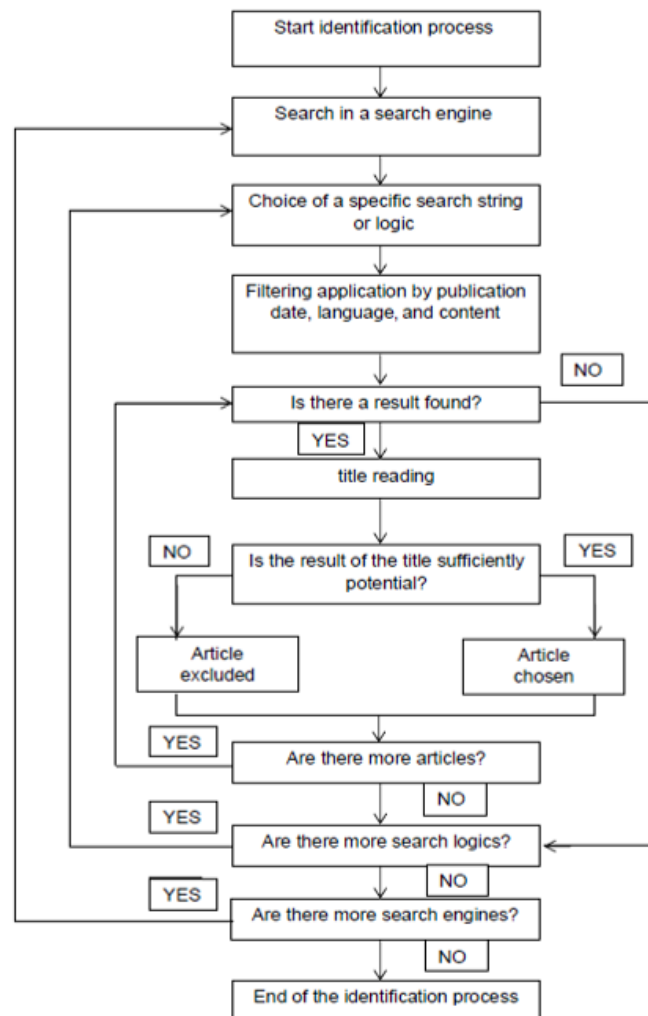 Start identification process
Search in a search engine
Choice of a specific search string
or logic
Filtering application by publication
date, language, and content
NO
Is there a result found?
YES
title reading
NO
YES
Is the result of the title sufficiently
potential?
Article
excluded
Article
chosen
YES
Are there more articles?
NO
YES
Are there more search logics?
NO
YES
Are there more search engines?
NO
End of the identification process